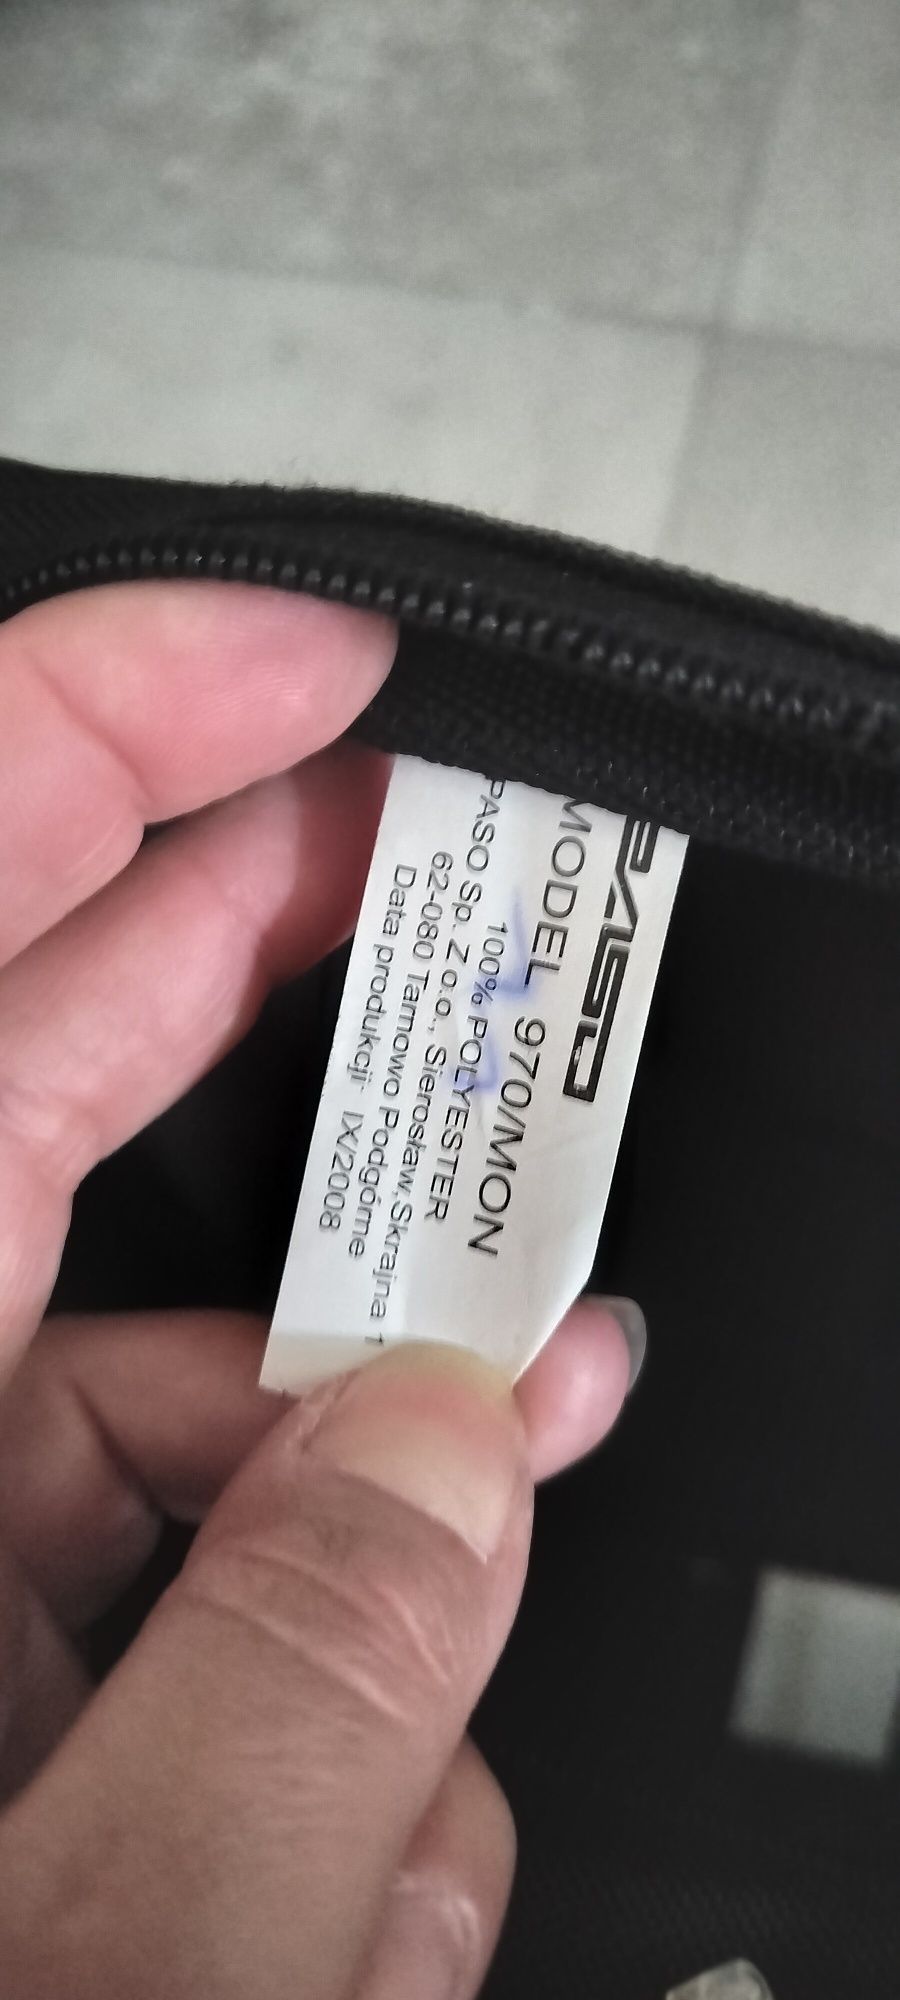 PASO
MODEL 970/MON
100% POLYESTER
PASO Sp. Z o.o., Sierosław,Skrajna 1
62-080 Tarnowo Podgórne
Data produkcji IX/2008